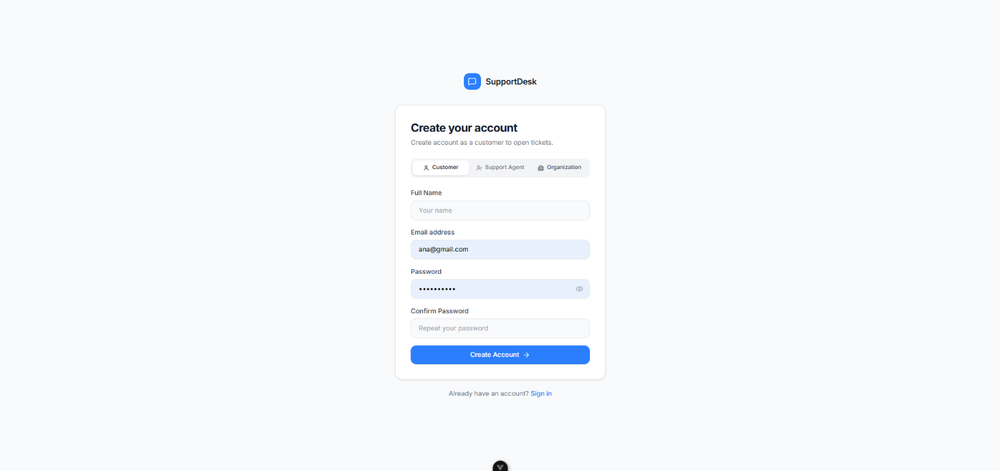 SupportDesk
Create your account
Create account as a customer to open tickets.
Customer
Support Agent
Organization
Full Name
Your name
Email address
ana@gmail.com
Password
••••••••••
Confirm Password
Repeat your password
Create Account →
Already have an account? Sign in